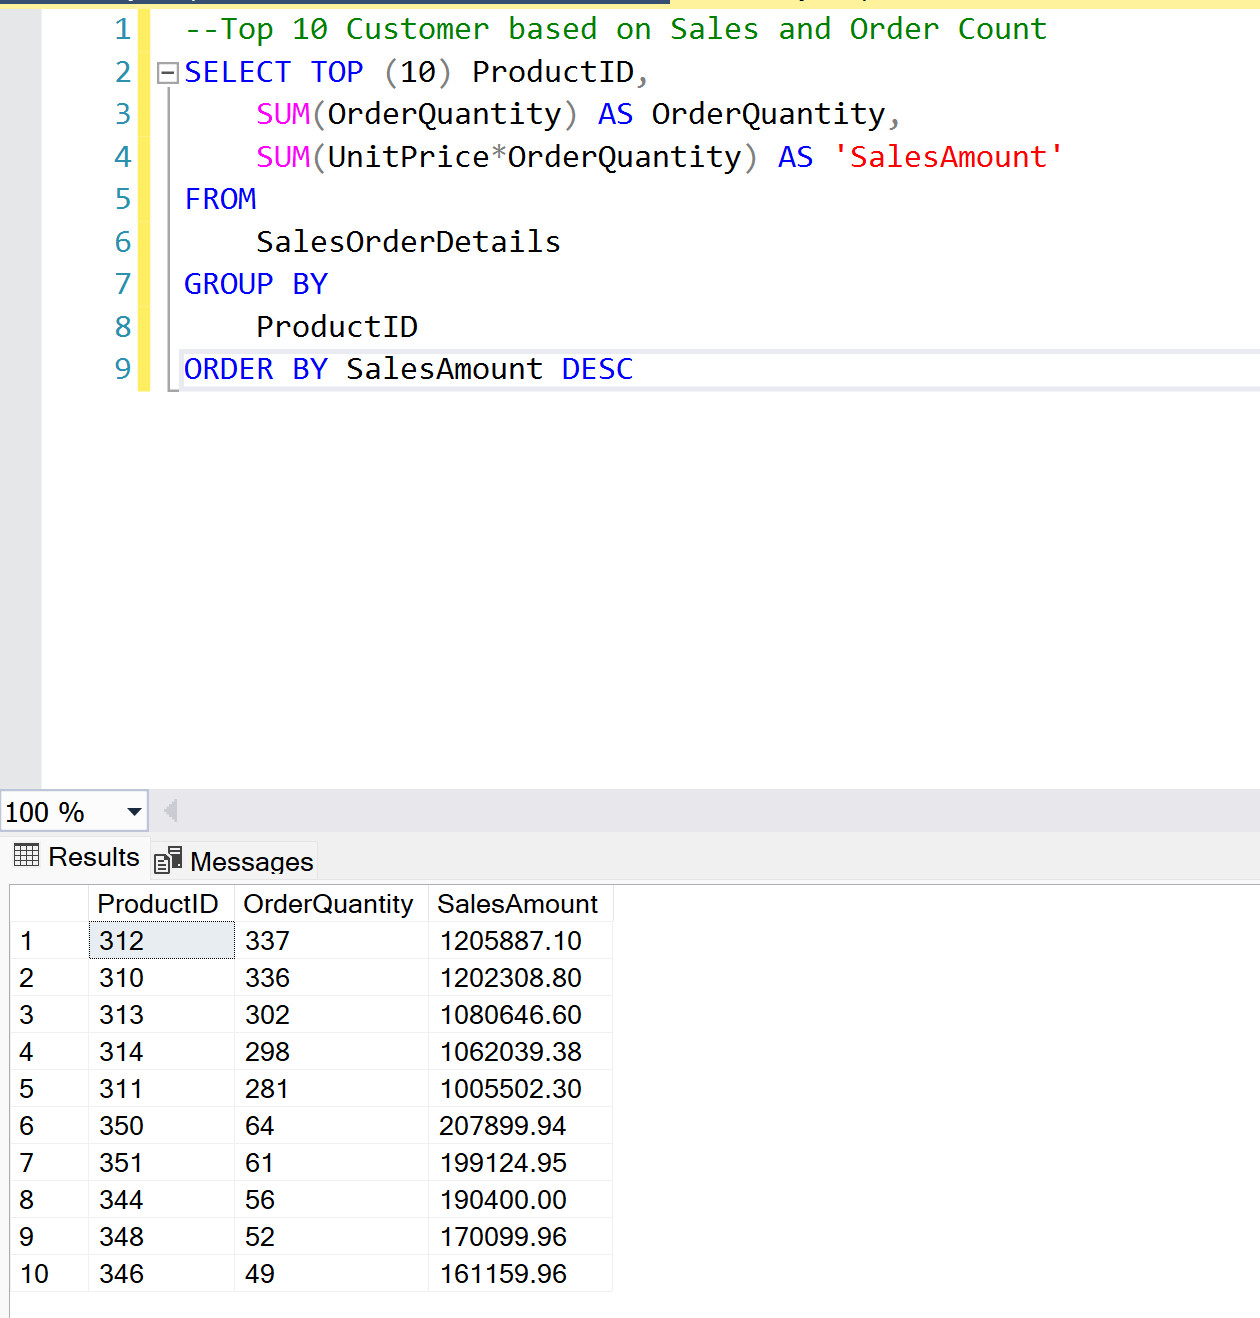 1 --Top 10 Customer based on Sales and Order Count
2 SELECT TOP (10) ProductID,
3 SUM(OrderQuantity) AS OrderQuantity,
4 SUM(UnitPrice*OrderQuantity) AS 'SalesAmount'
5 FROM
6 SalesOrderDetails
7 GROUP BY
8 ProductID
9 ORDER BY SalesAmount DESC
100 %
Results Messages
ProductID OrderQuantity SalesAmount
1 312 337 1205887.10
2 310 336 1202308.80
3 313 302 1080646.60
4 314 298 1062039.38
5 311 281 1005502.30
6 350 64 207899.94
7 351 61 199124.95
8 344 56 190400.00
9 348 52 170099.96
10 346 49 161159.96